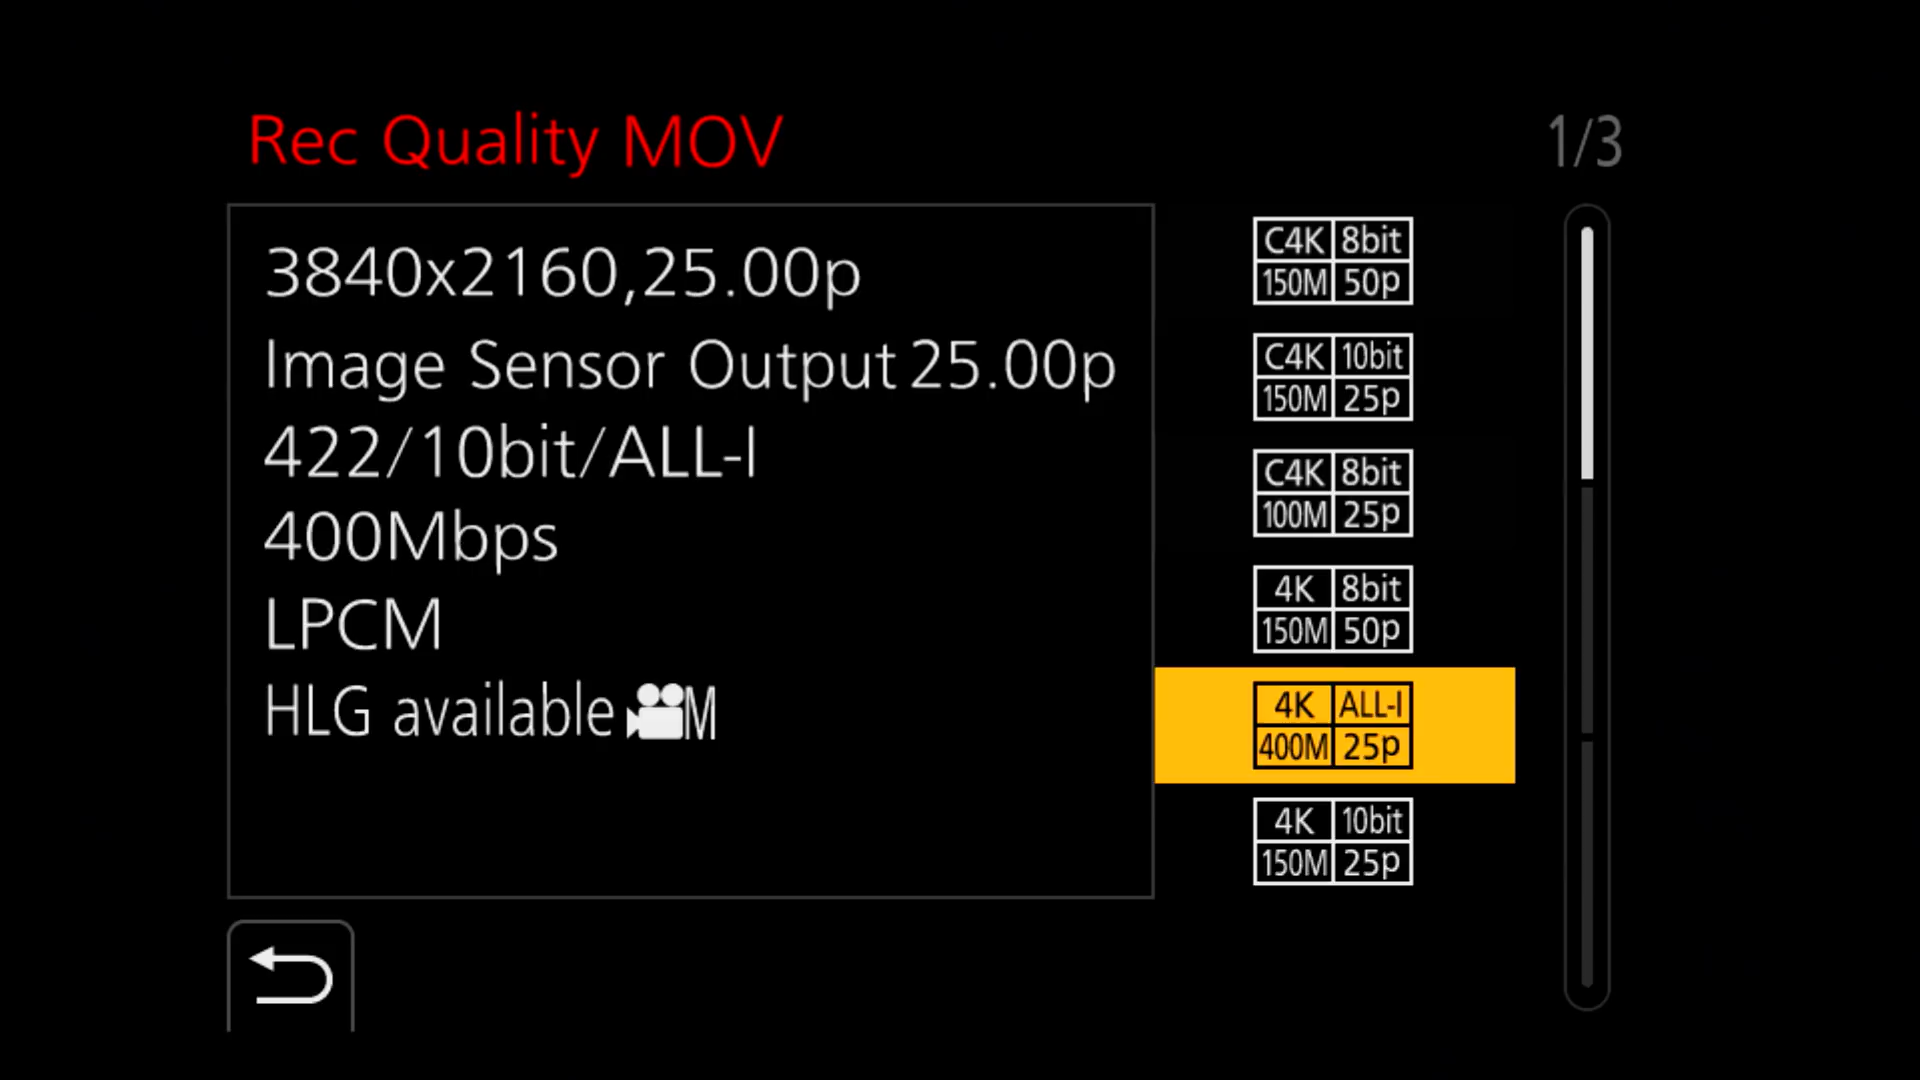 Rec Quality MOV
1/3
3840x2160,25.00p
Image Sensor Output 25.00p
422/10bit/ALL-I
400Mbps
LPCM
HLG available M
C4K 8bit
150M 50p
C4K 10bit
150M 25p
C4K 8bit
100M 25p
4K 8bit
150M 50p
4K ALL-I
400M 25p
4K 10bit
150M 25p